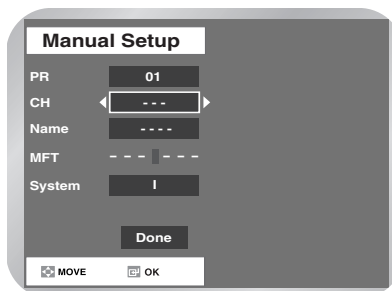 Manual Setup
PR 01
CH - - -
Name - - - -
MFT - - - - - -
System I
Done
MOVE OK